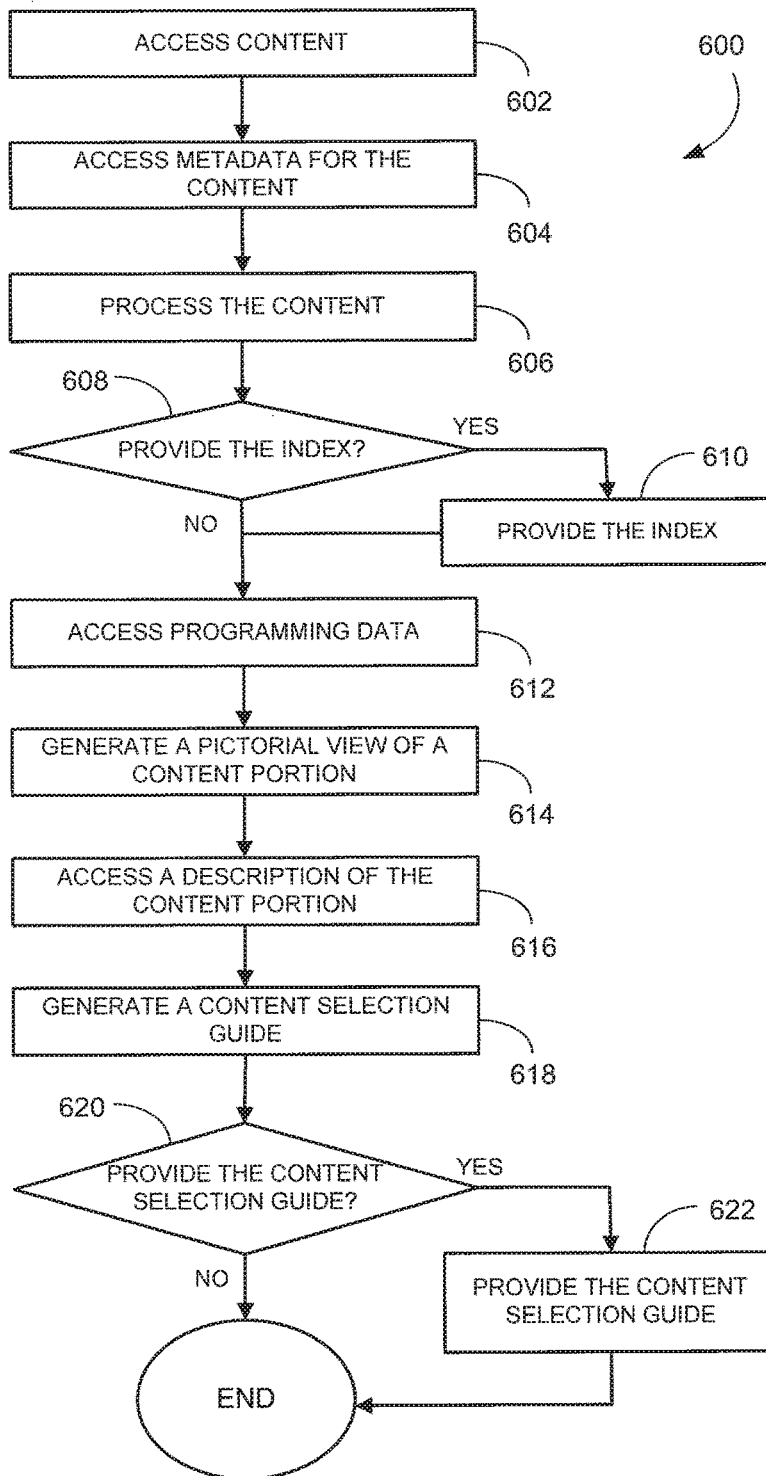 ACCESS CONTENT
600
602
ACCESS METADATA FOR THE
CONTENT
604
PROCESS THE CONTENT
606
608
PROVIDE THE INDEX?
YES
610
NO
PROVIDE THE INDEX
ACCESS PROGRAMMING DATA
612
GENERATE A PICTORIAL VIEW OF A
CONTENT PORTION
614
ACCESS A DESCRIPTION OF THE
CONTENT PORTION
616
GENERATE A CONTENT SELECTION
GUIDE
618
620
PROVIDE THE CONTENT
SELECTION GUIDE?
YES
622
NO
PROVIDE THE CONTENT
SELECTION GUIDE
END